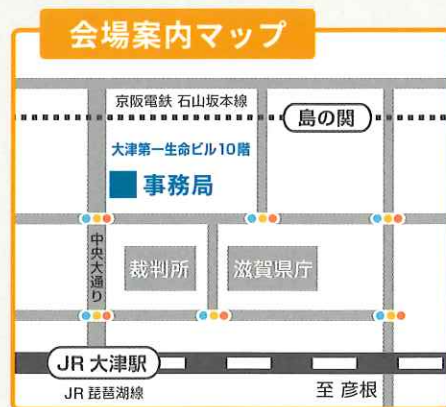 会場案内マップ
京阪電鉄 石山坂本線
島の関
大津第一生命ビル10階
事務局
中央大通り
裁判所
滋賀県庁
JR 大津駅
JR 琵琶湖線
至 彦根